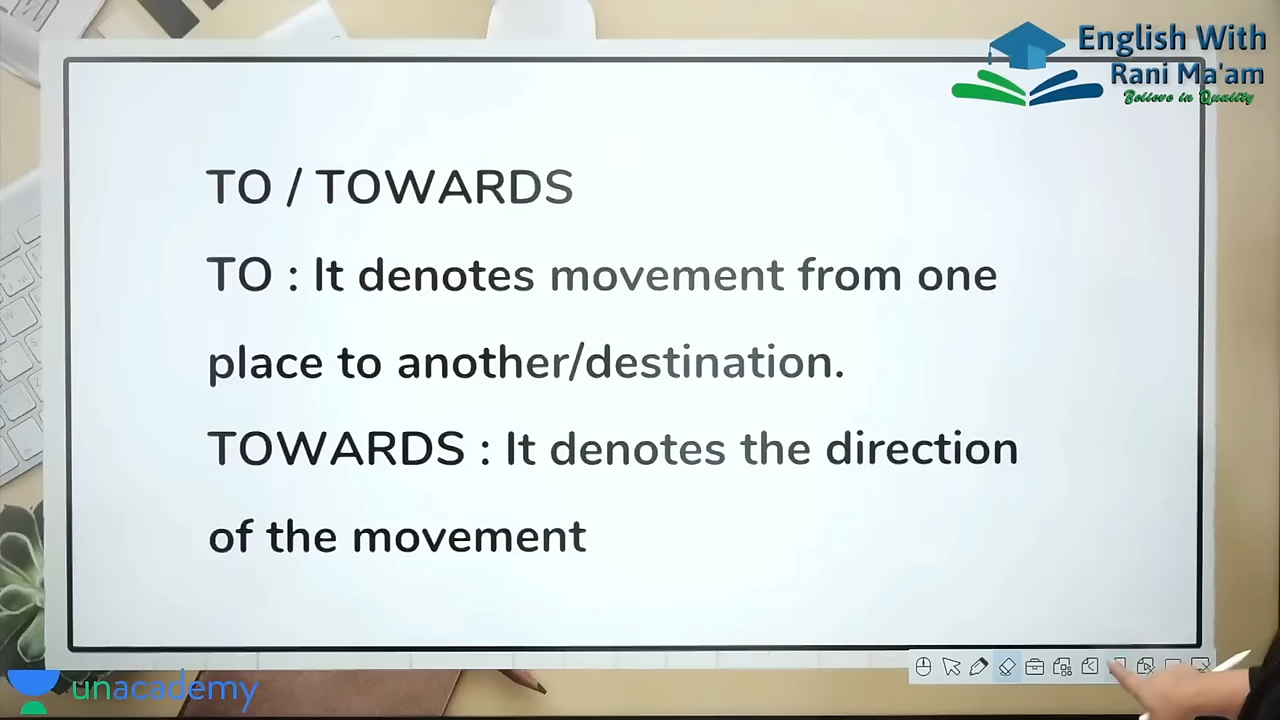 English With
Rani Ma'am
Believe in Quality
TO / TOWARDS
TO : It denotes movement from one
place to another/destination.
TOWARDS : It denotes the direction
of the movement
unacademy